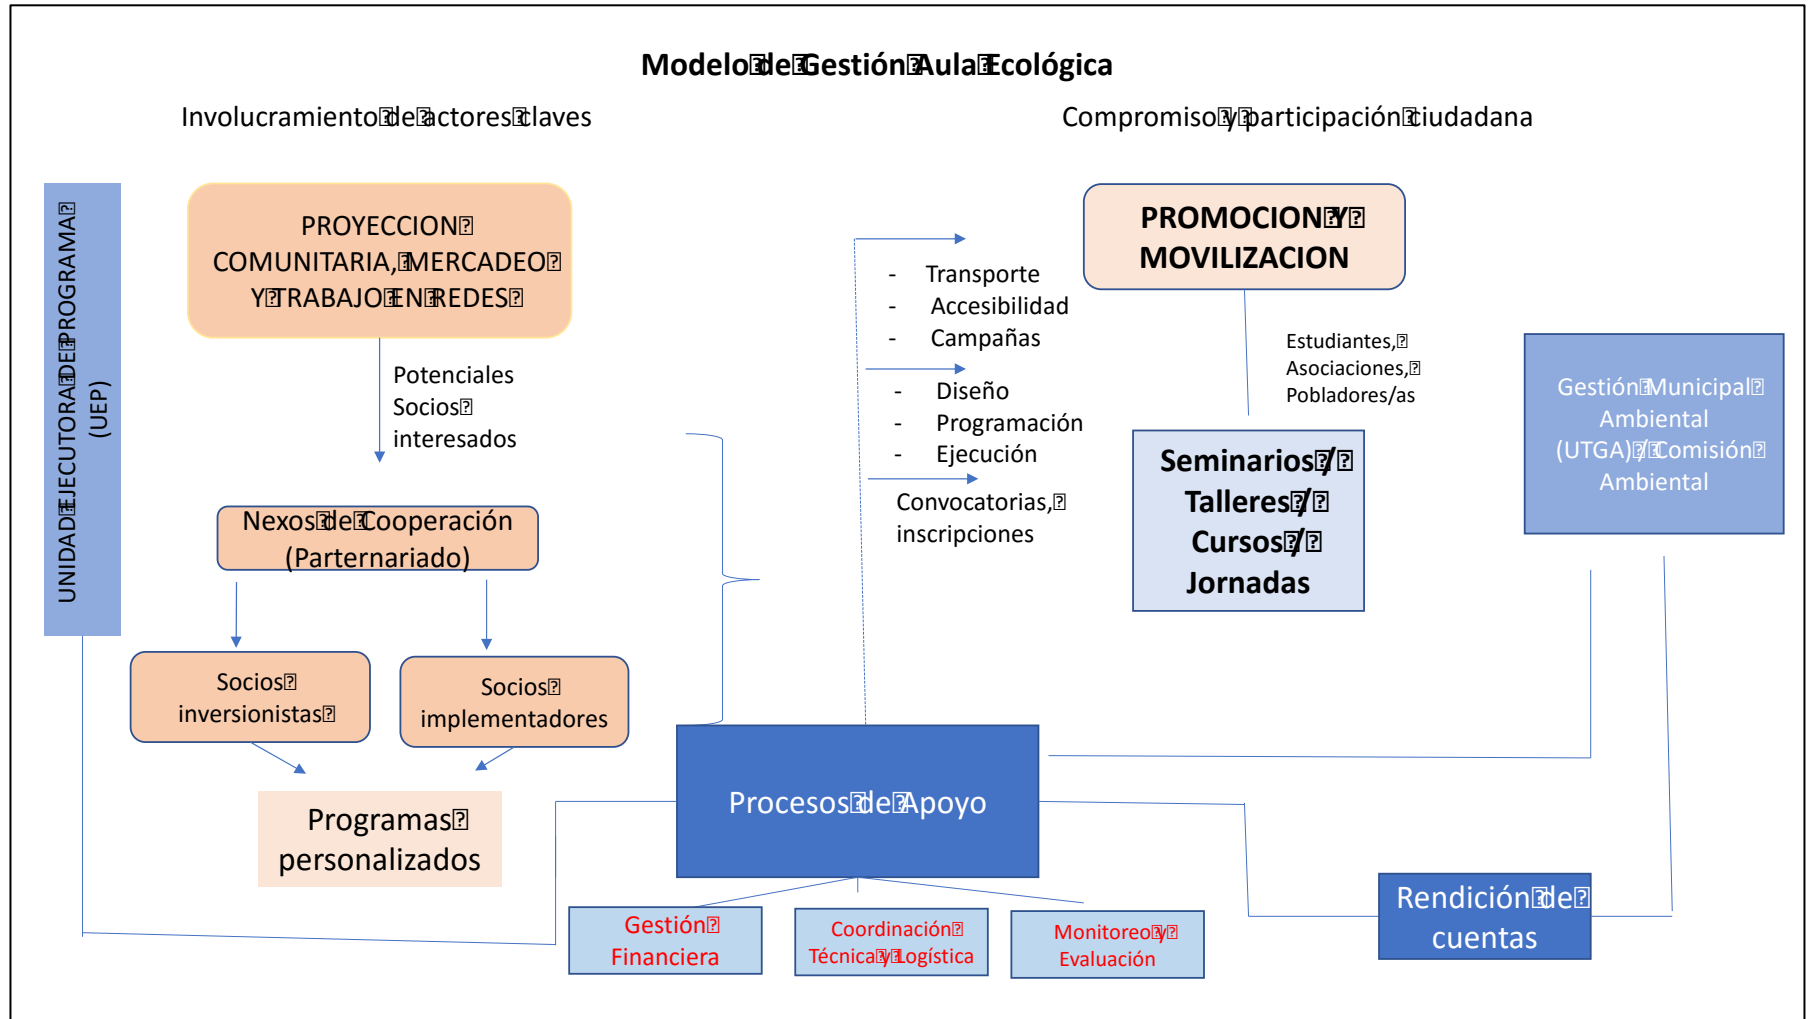 Modelo de Gestión Aula Ecológica
Involucramiento de actores claves
Compromiso y participación ciudadana
UNIDAD EJECUTORA DE PROGRAMA
(UEP)
PROYECCION
COMUNITARIA, MERCADEO
Y TRABAJO EN REDES
Potenciales
Socios
interesados
Nexos de Cooperación
(Parternariado)
Socios
inversionistas
Socios
implementadores
Programas
personalizados
- Transporte
- Accesibilidad
- Campañas
- Diseño
- Programación
- Ejecución
Convocatorias,
inscripciones
PROMOCION Y
MOVILIZACION
Estudiantes,
Asociaciones,
Pobladores/as
Seminarios /
Talleres /
Cursos /
Jornadas
Gestión Municipal
Ambiental
(UTGA) / Comisión
Ambiental
Procesos de Apoyo
Gestión
Financiera
Coordinación
Técnica y Logística
Monitoreo y
Evaluación
Rendición de
cuentas